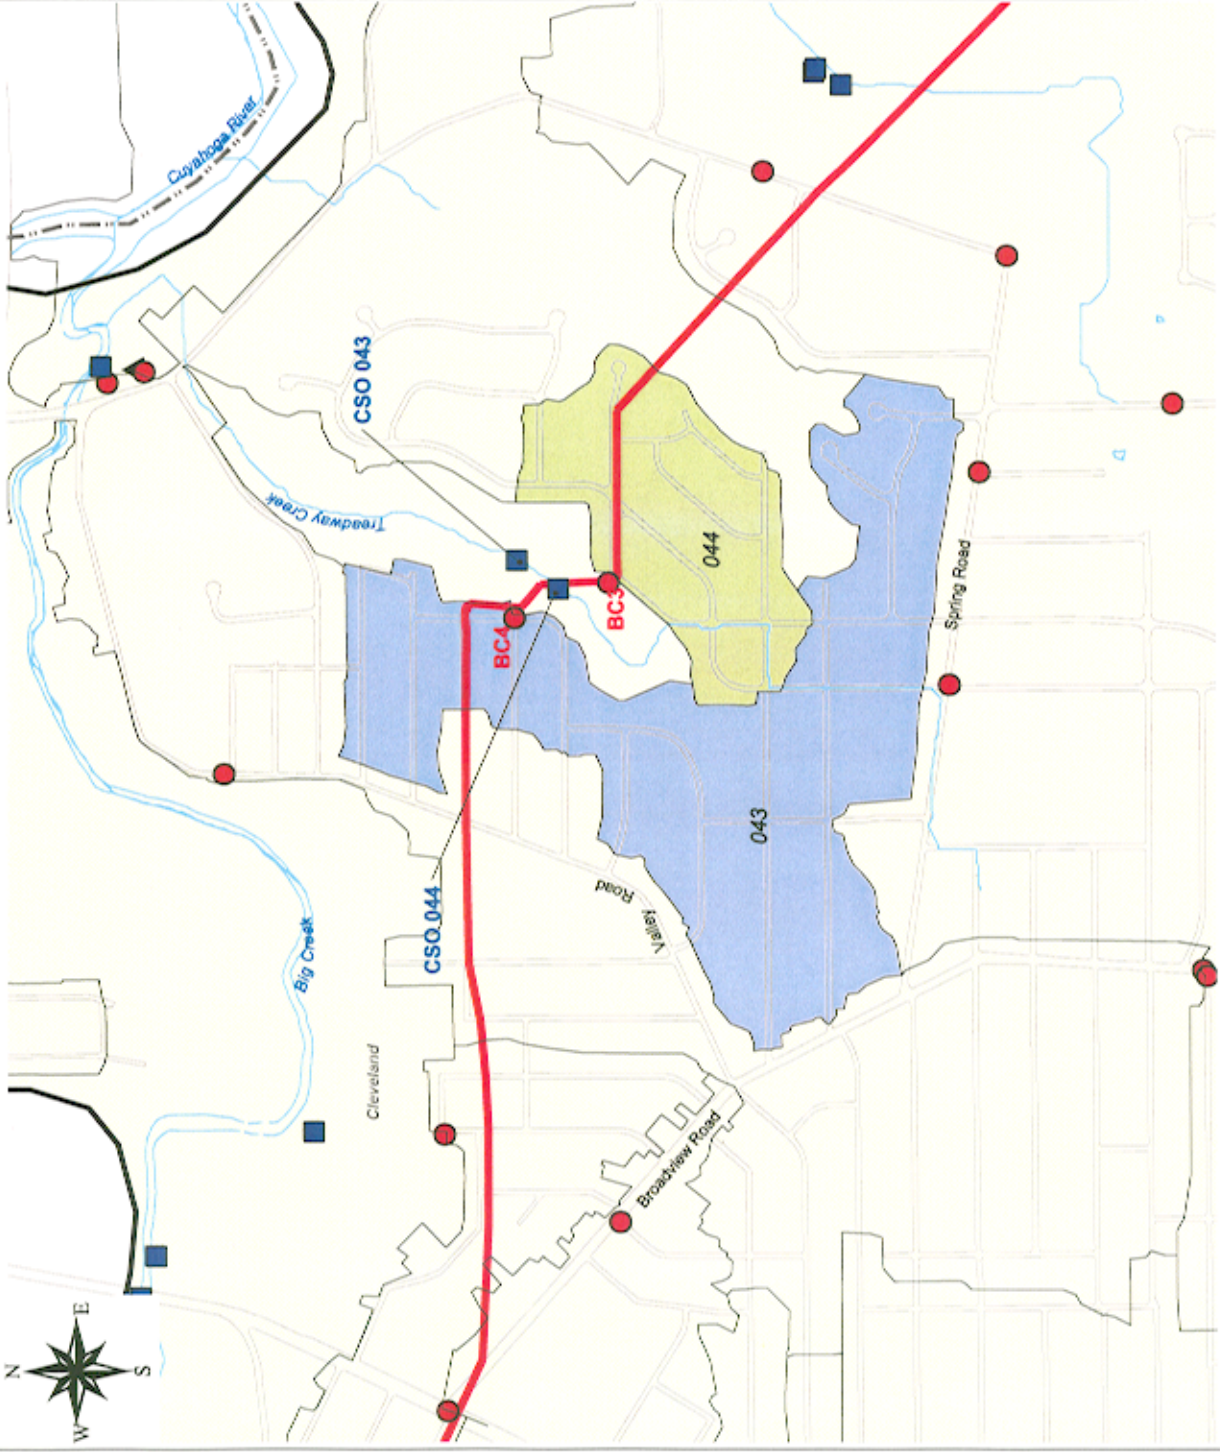 Cuyahoga River
CSO 043
Treadway Creek
BC3
BC4
044
Spring Road
043
CSO 044
Valley
Road
Big Creek
Cleveland
Broadview Road
N
E
S
W